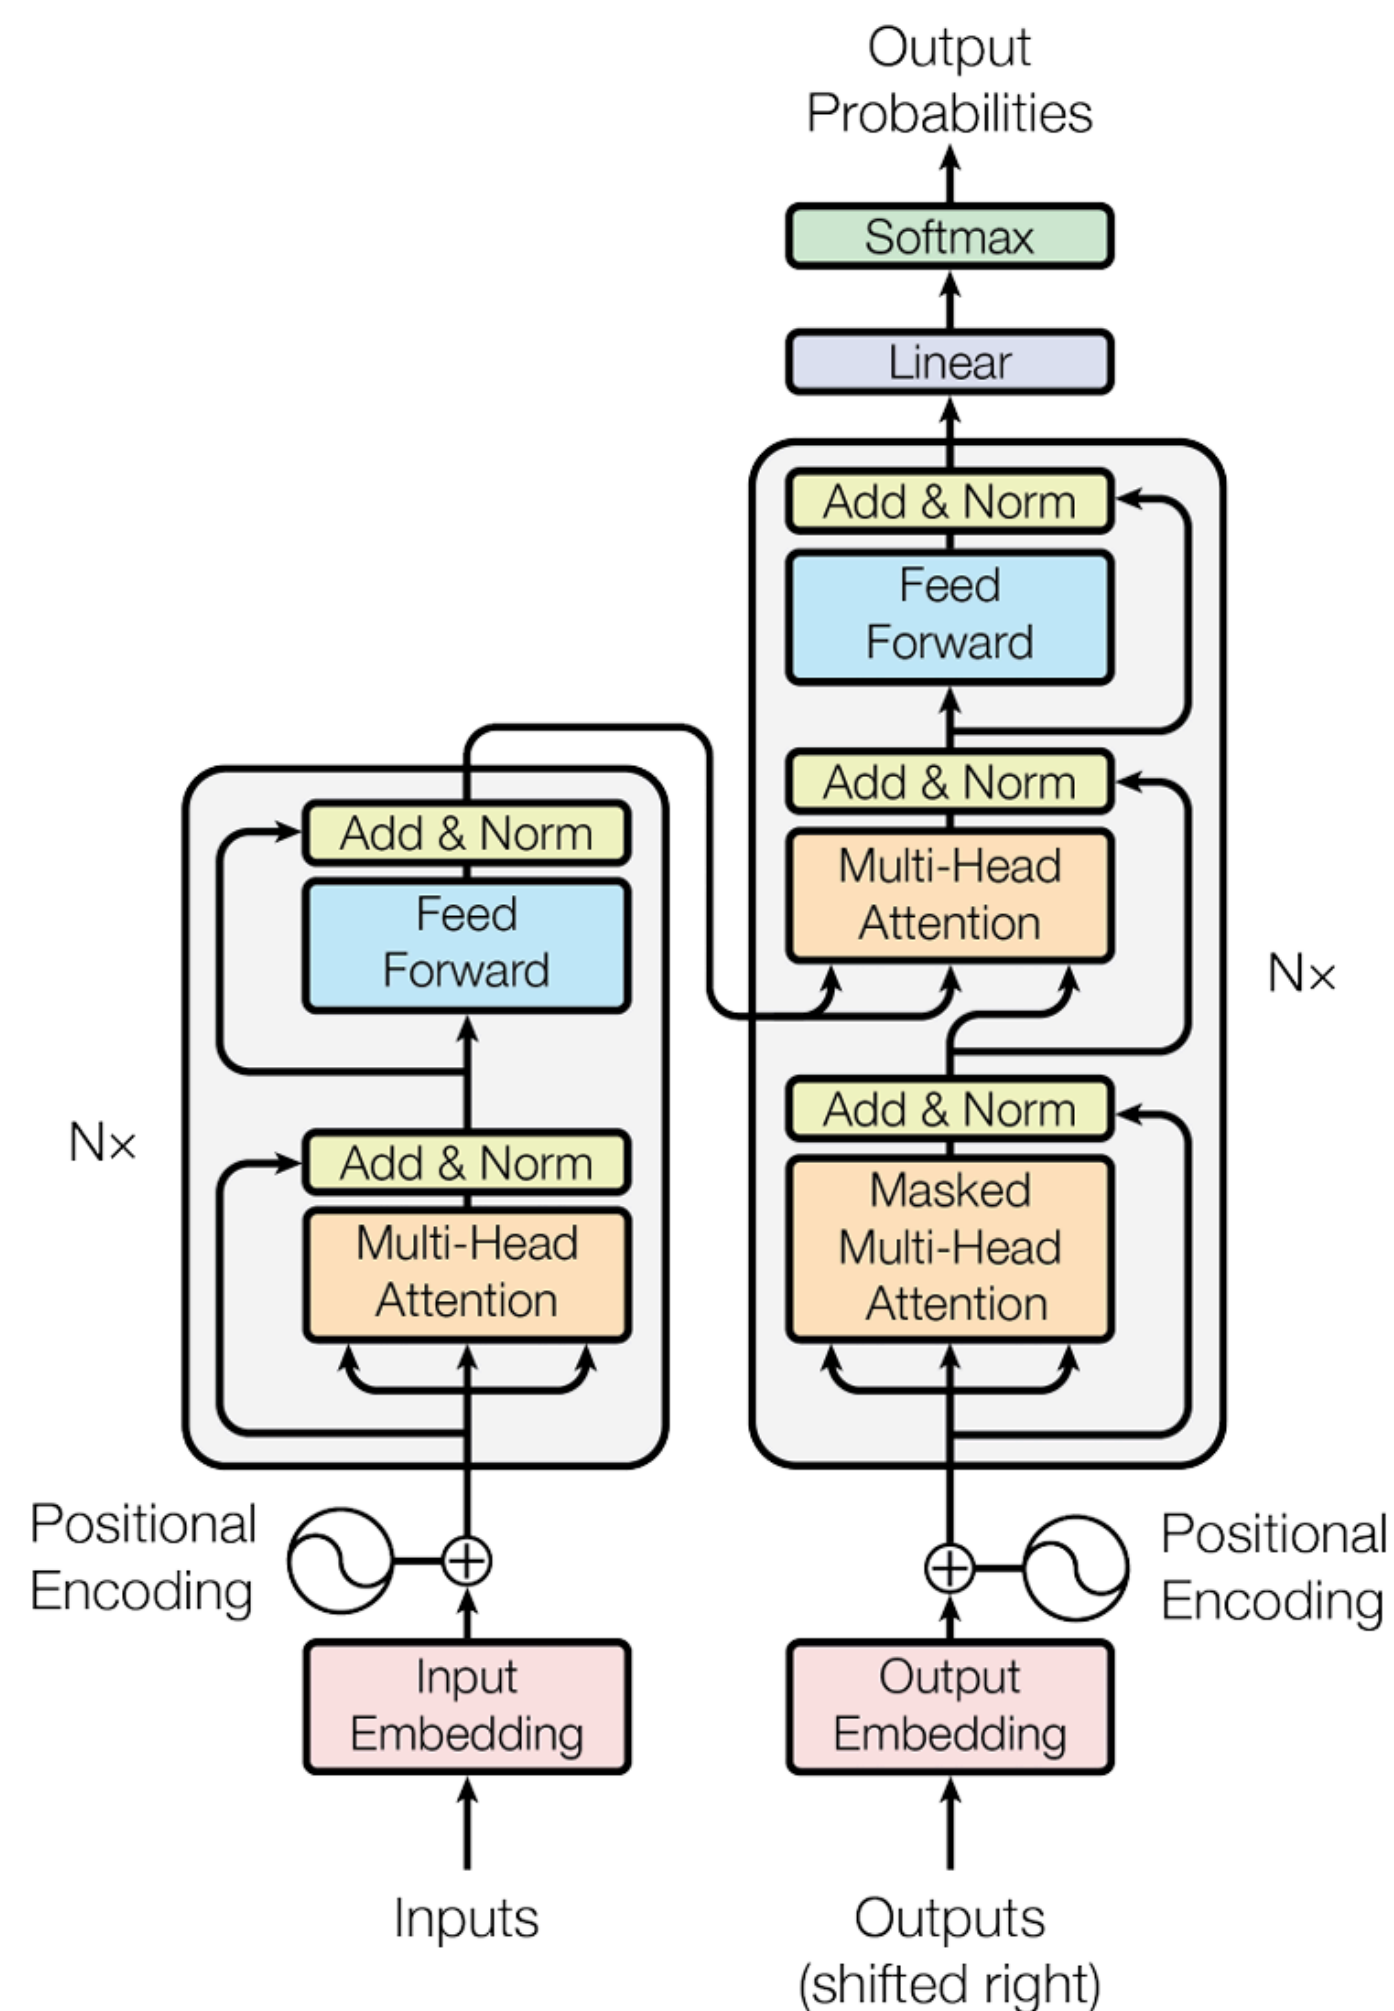 Output
Probabilities
Softmax
Linear
Add & Norm
Feed
Forward
Add & Norm
Multi-Head
Attention
Add & Norm
Masked
Multi-Head
Attention
Nx
Add & Norm
Feed
Forward
Add & Norm
Multi-Head
Attention
Nx
Positional
Encoding
Positional
Encoding
Input
Embedding
Output
Embedding
Inputs
Outputs
(shifted right)